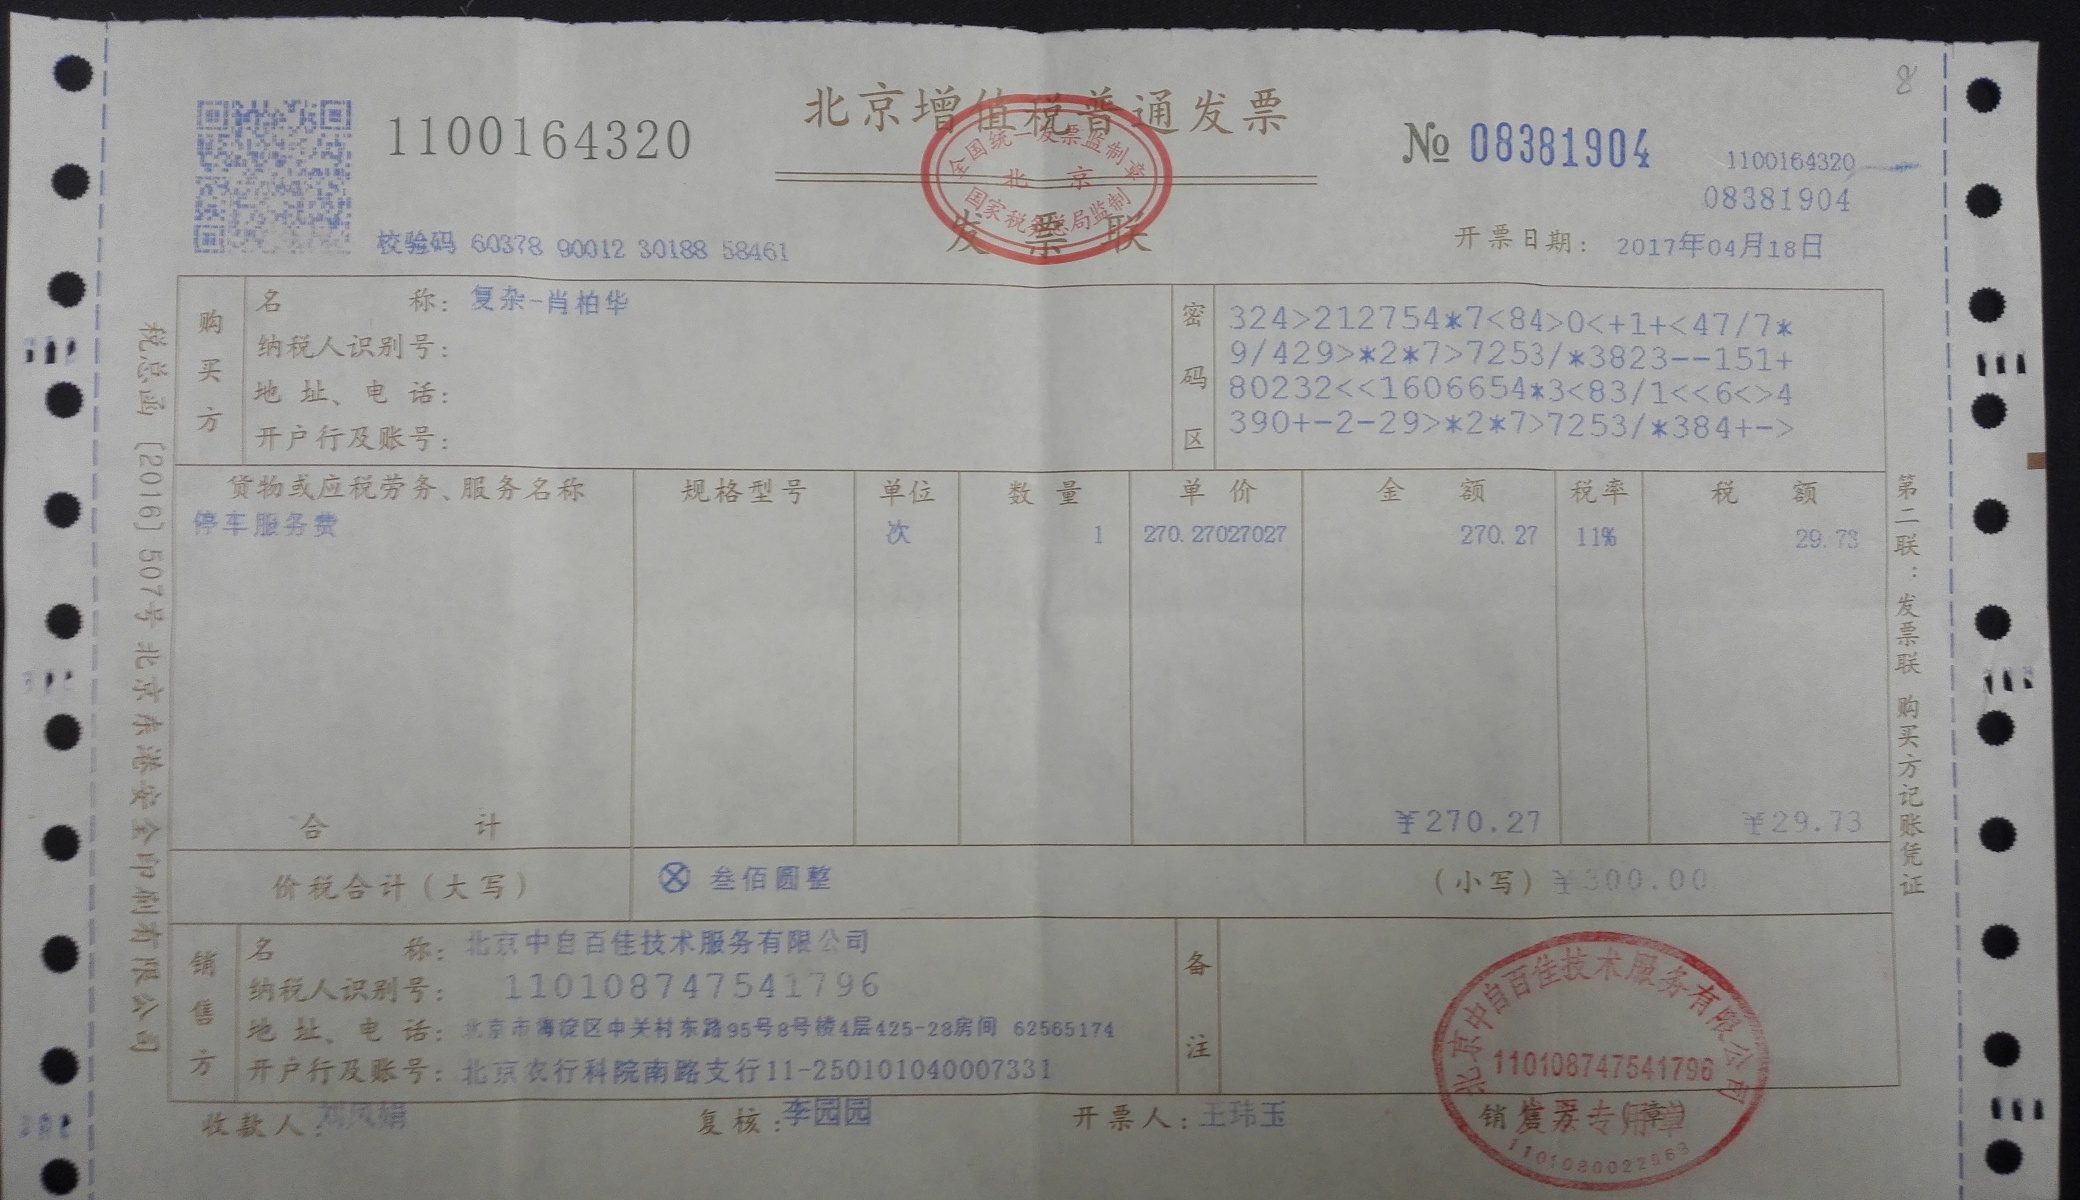 北京增值税普通发票
发票联
全国统一发票监制章
北京
国家税务总局监制
1100164320
№ 08381904
1100164320
08381904
8
校验码 60378 90012 30188 58461
开票日期: 2017年04月18日
购买方
名称: 复杂-肖柏华
纳税人识别号:
地址、电话:
开户行及账号:
密码区
324>212754*7<84>0<+1+<47/7*
9/429>*2*7>7253/*3823--151+
80232<<1606654*3<83/1<<6<>4
390+-2-29>*2*7>7253/*384+->
货物或应税劳务、服务名称 规格型号 单位 数量 单价 金额 税率 税额
停车服务费 次 1 270.27027027 270.27 11% 29.73
合计 ¥270.27 ¥29.73
价税合计(大写) ⊗ 叁佰圆整 (小写) ¥300.00
销售方
名称: 北京中自百佳技术服务有限公司
纳税人识别号: 110108747541796
地址、电话: 北京市海淀区中关村东路95号8号楼4层425-28房间 62565174
开户行及账号: 北京农行科院南路支行11-250101040007331
备注
收款人: 刘凤娟 复核: 李园园 开票人: 王玮玉 销售方:(章)
北京中自百佳技术服务有限公司
110108747541796
发票专用章
税总函〔2016〕507号北京东港安全印刷有限公司
第二联:发票联 购买方记账凭证